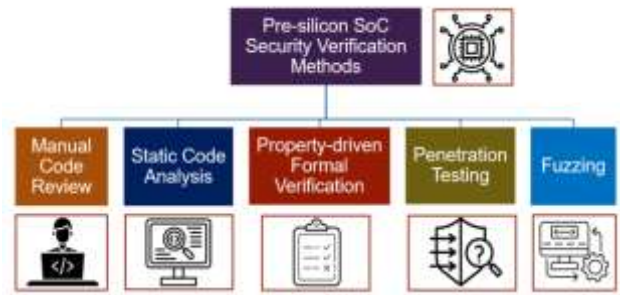 Pre-silicon SoC
Security Verification
Methods
Manual
Code
Review
Static Code
Analysis
Property-driven
Formal
Verification
Penetration
Testing
Fuzzing